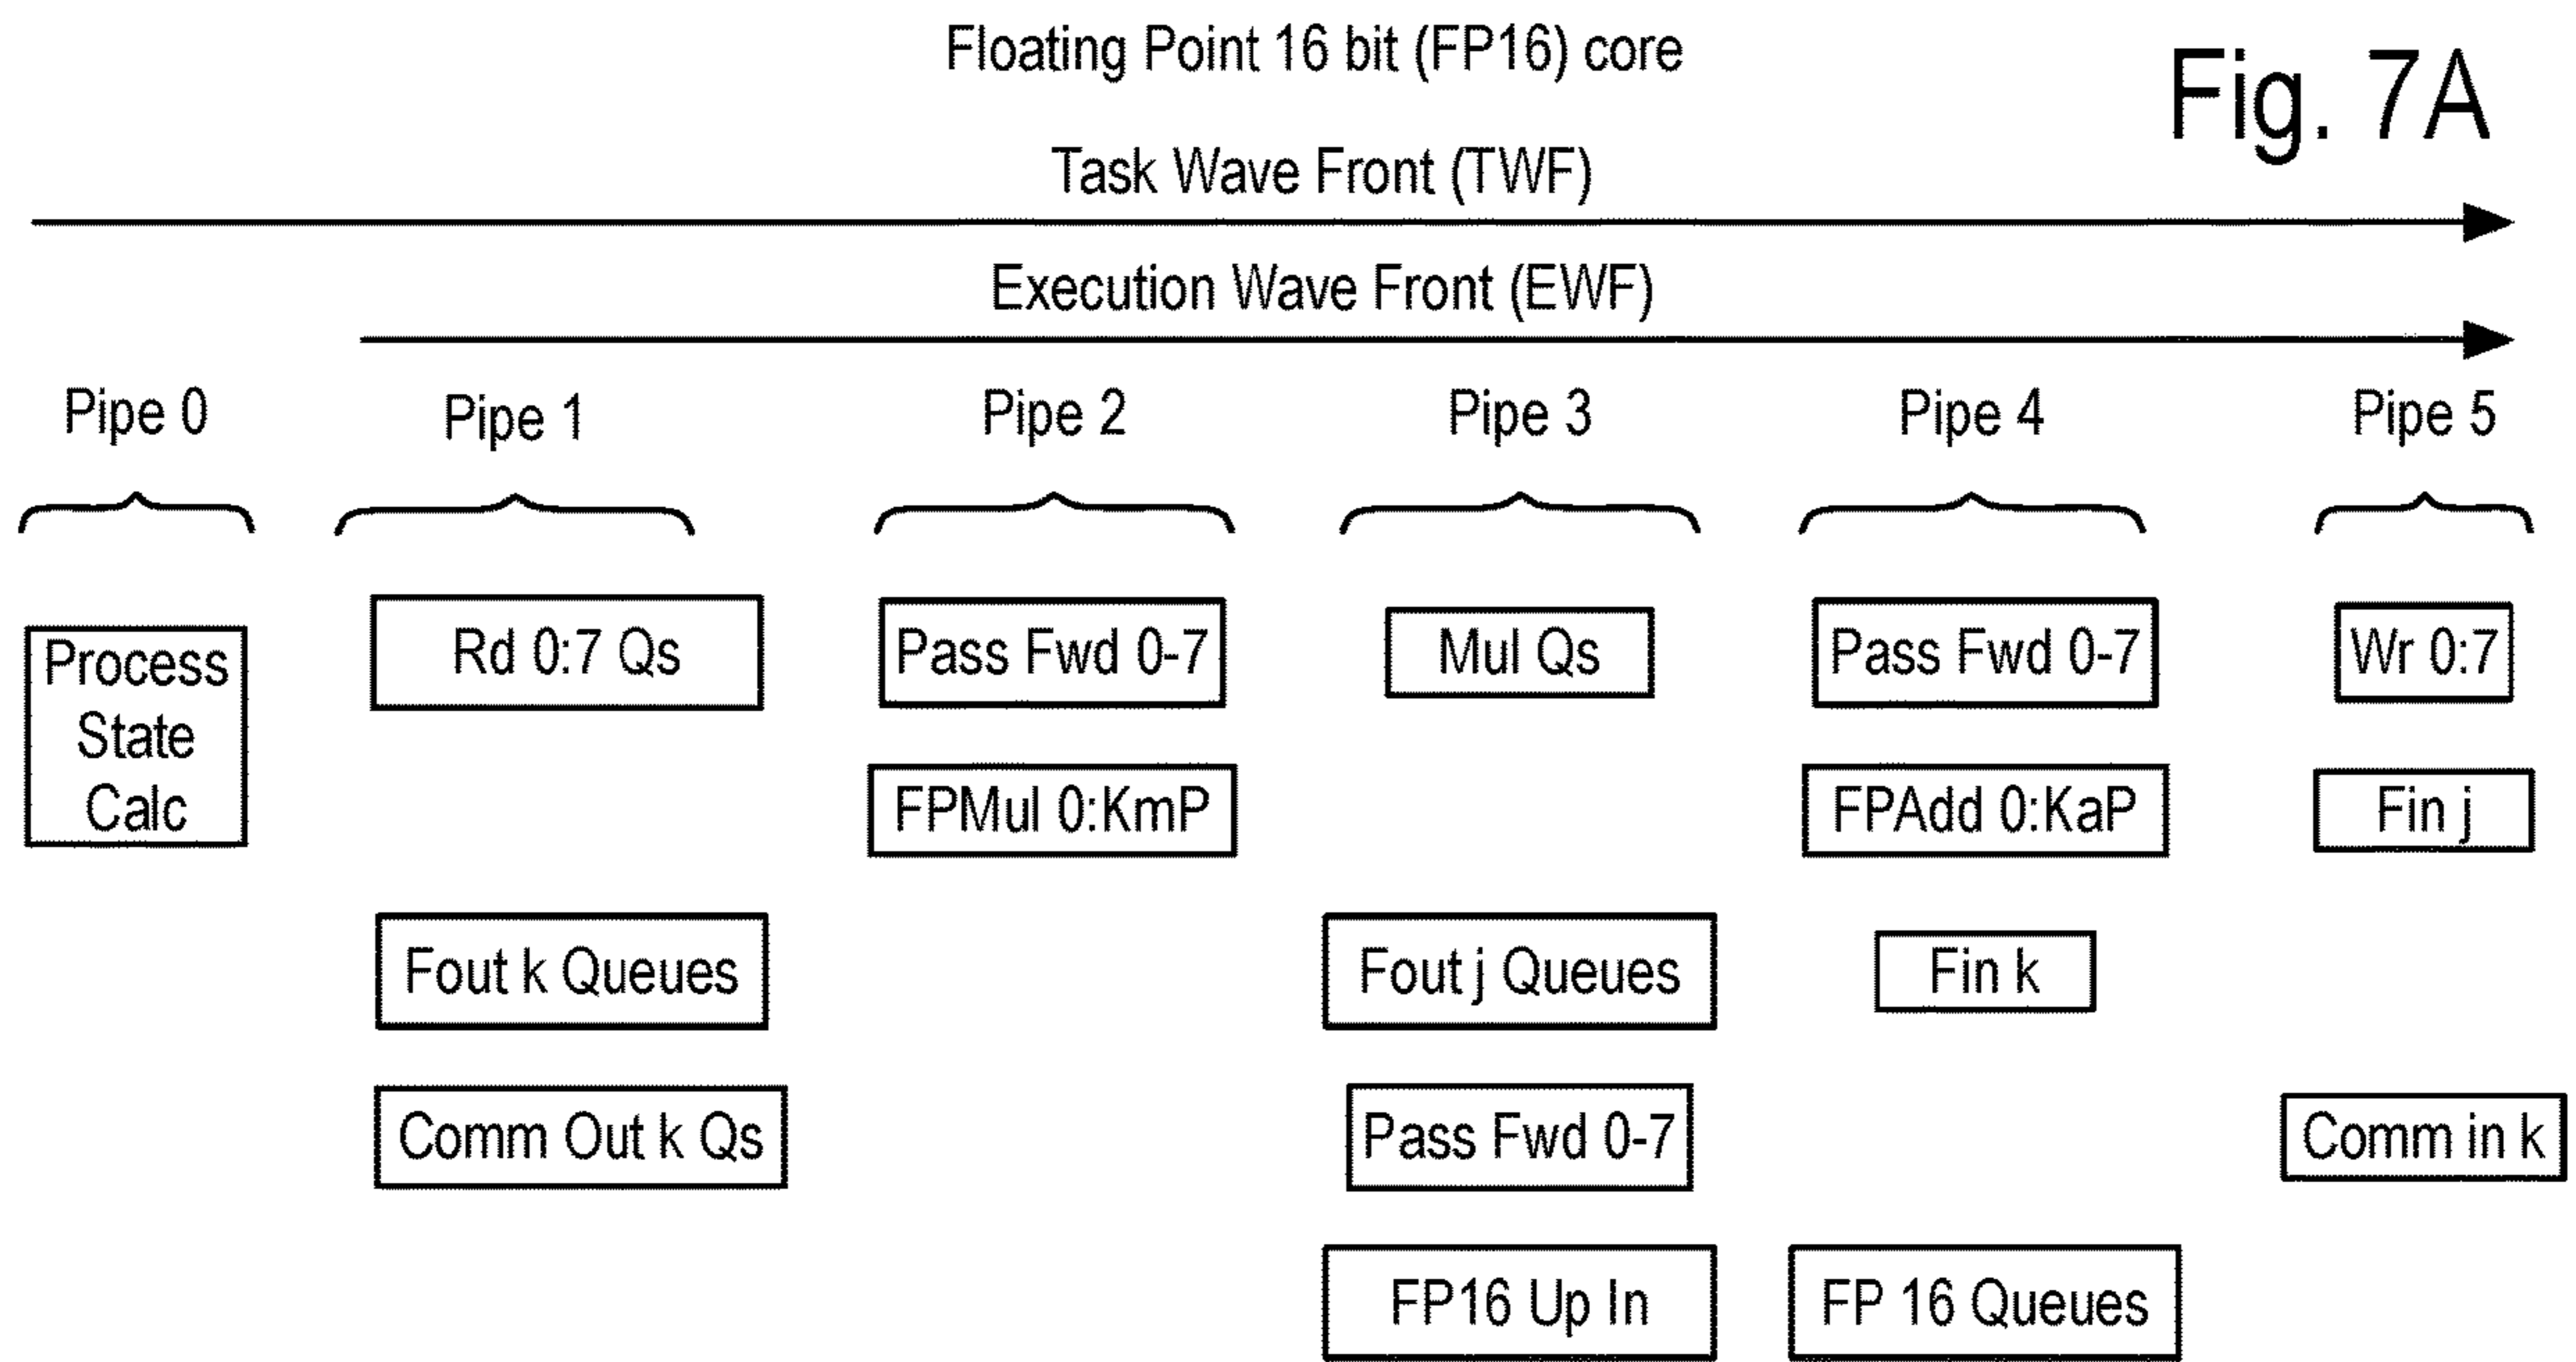 Floating Point 16 bit (FP16) core
Fig. 7A
Task Wave Front (TWF)
Execution Wave Front (EWF)
Pipe 0
Pipe 1
Pipe 2
Pipe 3
Pipe 4
Pipe 5
Process
State
Calc
Rd 0:7 Qs
Pass Fwd 0-7
Mul Qs
Pass Fwd 0-7
Wr 0:7
FPMul 0:KmP
FPAdd 0:KaP
Fin j
Fout k Queues
Fout j Queues
Fin k
Comm Out k Qs
Pass Fwd 0-7
Comm in k
FP16 Up In
FP 16 Queues